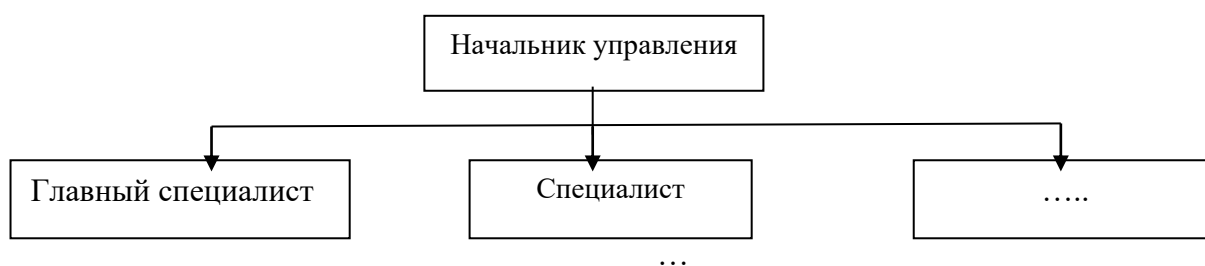 Начальник управления
Главный специалист
Специалист
…..
…